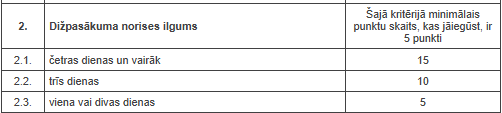 2. Dižpasākuma norises ilgums Šajā kritērijā minimālais
punktu skaits, kas jāiegūst, ir
5 punkti
2.1. četras dienas un vairāk 15
2.2. trīs dienas 10
2.3. viena vai divas dienas 5